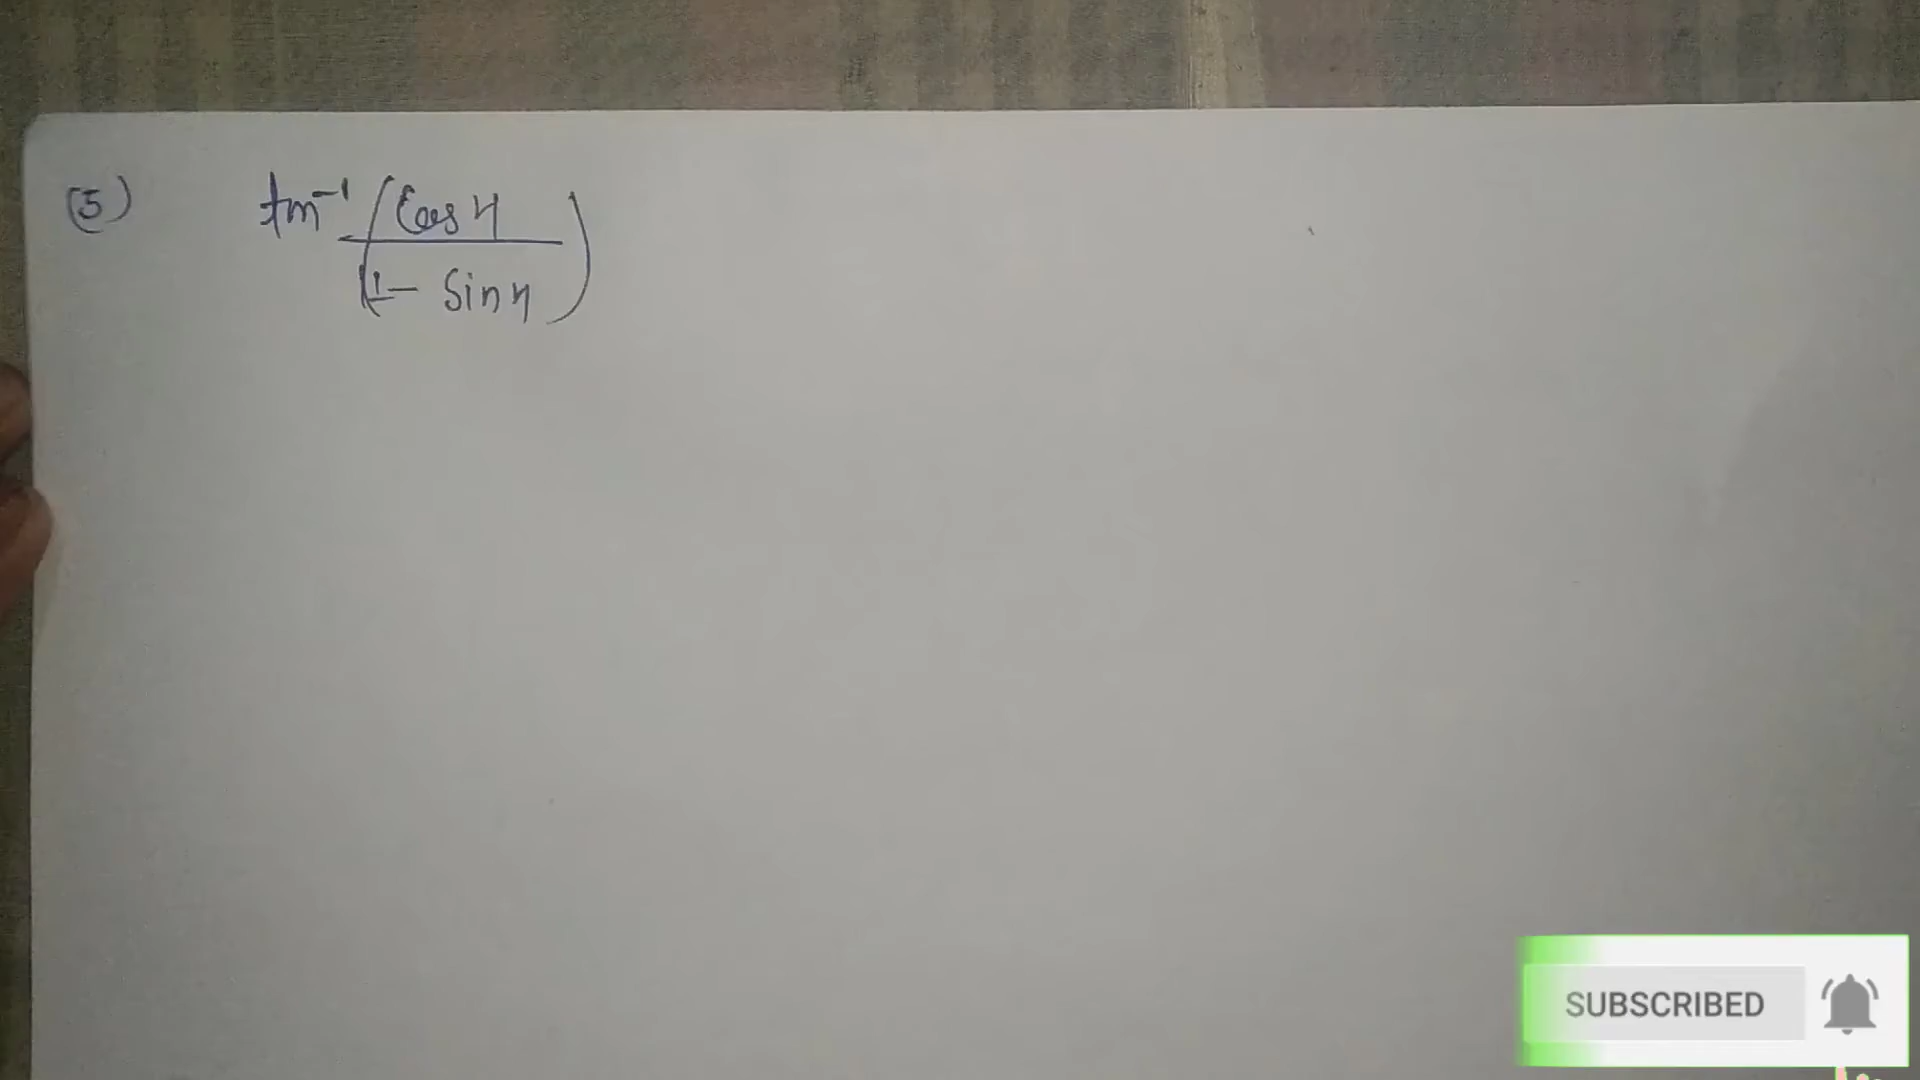 (5) tan⁻¹ (Cos x
1 - Sin x)
SUBSCRIBED